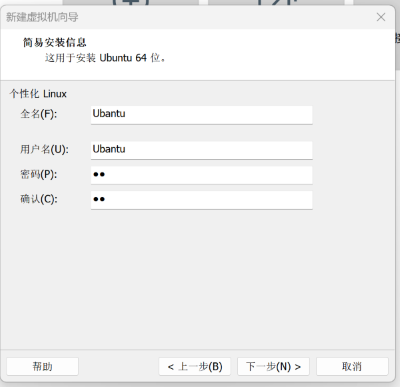 新建虚拟机向导
简易安装信息
这用于安装 Ubuntu 64 位。
个性化 Linux
全名(F):
Ubantu
用户名(U):
Ubantu
密码(P):
●●
确认(C):
●●
帮助
< 上一步(B)
下一步(N) >
取消